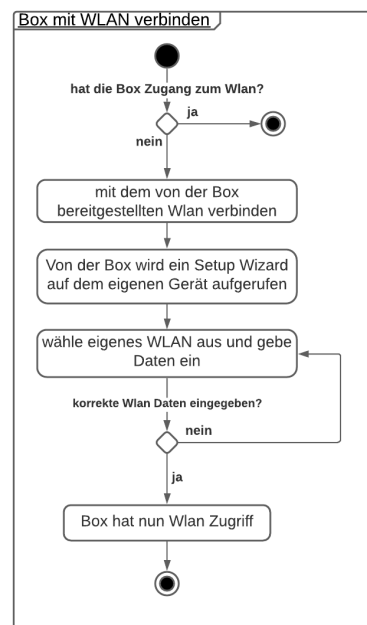 Box mit WLAN verbinden
hat die Box Zugang zum Wlan?
ja
nein
mit dem von der Box
bereitgestellten Wlan verbinden
Von der Box wird ein Setup Wizard
auf dem eigenen Gerät aufgerufen
wähle eigenes WLAN aus und gebe
Daten ein
korrekte Wlan Daten eingegeben?
nein
ja
Box hat nun Wlan Zugriff